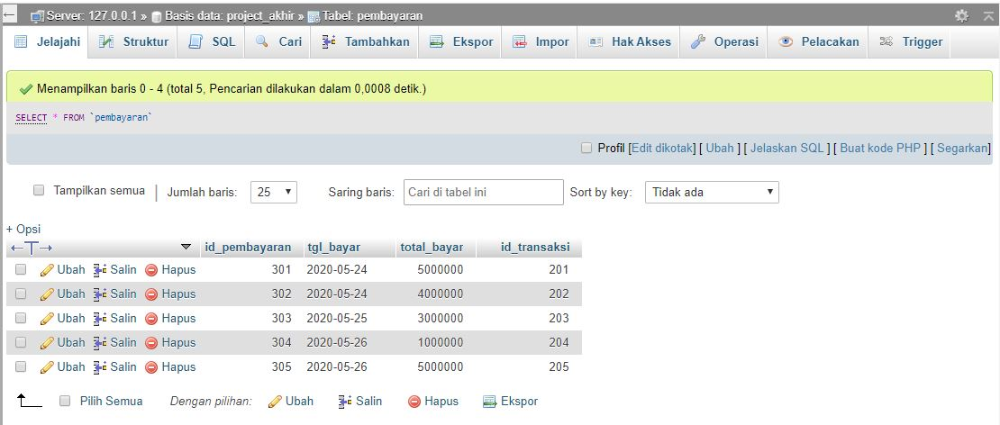 Server: 127.0.0.1 » Basis data: project_akhir » Tabel: pembayaran
Jelajahi Struktur SQL Cari Tambahkan Ekspor Impor Hak Akses Operasi Pelacakan Trigger
Menampilkan baris 0 - 4 (total 5, Pencarian dilakukan dalam 0,0008 detik.)
SELECT * FROM `pembayaran`
Profil [Edit dikotak] [ Ubah ] [ Jelaskan SQL ] [ Buat kode PHP ] [ Segarkan]
Tampilkan semua | Jumlah baris: 25 Saring baris: Cari di tabel ini Sort by key: Tidak ada
+ Opsi
←T→ id_pembayaran tgl_bayar total_bayar id_transaksi
Ubah Salin Hapus 301 2020-05-24 5000000 201
Ubah Salin Hapus 302 2020-05-24 4000000 202
Ubah Salin Hapus 303 2020-05-25 3000000 203
Ubah Salin Hapus 304 2020-05-26 1000000 204
Ubah Salin Hapus 305 2020-05-26 5000000 205
Pilih Semua Dengan pilihan: Ubah Salin Hapus Ekspor